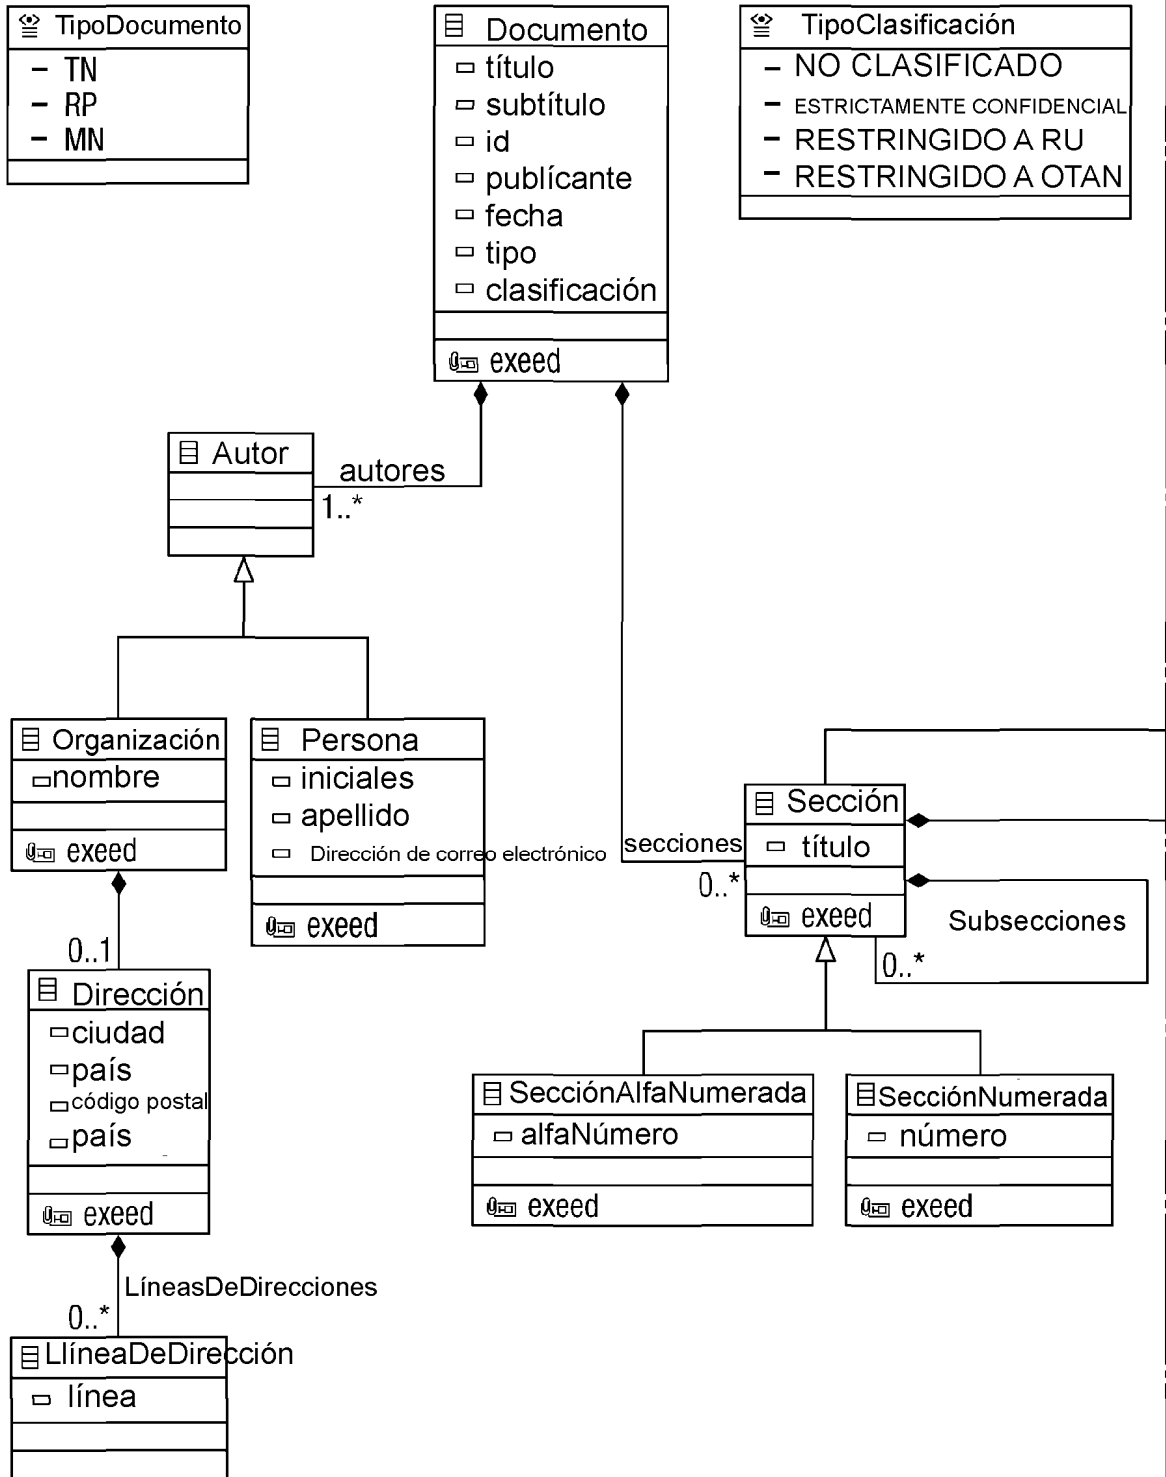 TipoDocumento
– TN
– RP
– MN
Documento
título
subtítulo
id
publícante
fecha
tipo
clasificación
exeed
TipoClasificación
– NO CLASIFICADO
– ESTRICTAMENTE CONFIDENCIAL
– RESTRINGIDO A RU
– RESTRINGIDO A OTAN
Autor
autores
1..*
Organización
nombre
exeed
Persona
iniciales
apellido
Dirección de correo electrónico
exeed
secciones
0..*
Sección
título
exeed
Subsecciones
0..*
0..1
Dirección
ciudad
país
código postal
país
exeed
SecciónAlfaNumerada
alfaNúmero
exeed
SecciónNumerada
número
exeed
LíneasDeDirecciones
0..*
LlíneaDeDirección
línea